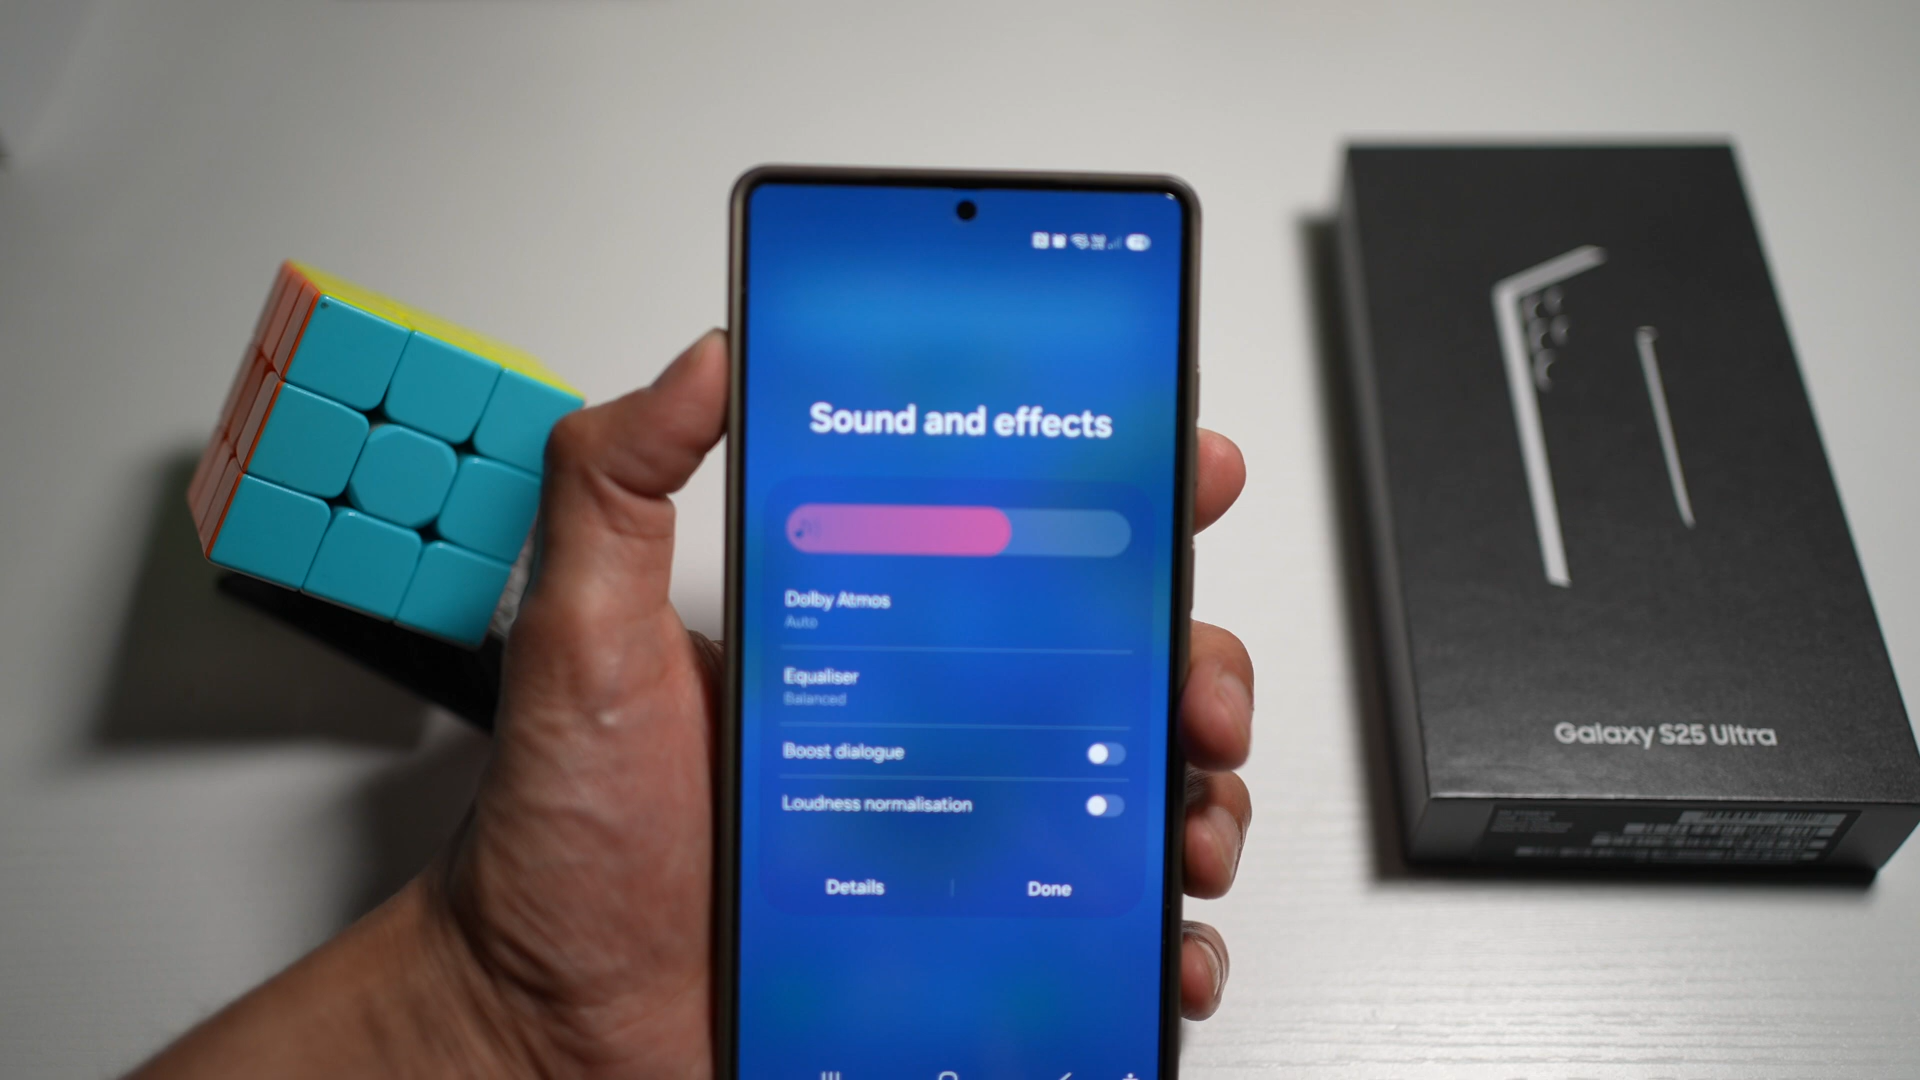 Sound and effects
Dolby Atmos
Auto
Equaliser
Balanced
Boost dialogue
Loudness normalisation
Details
Done
Galaxy S25 Ultra